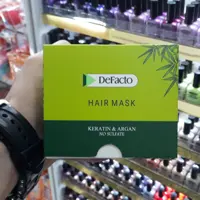 DeFacto
HAIR MASK
KERATIN & ARGAN
NO SULFATE